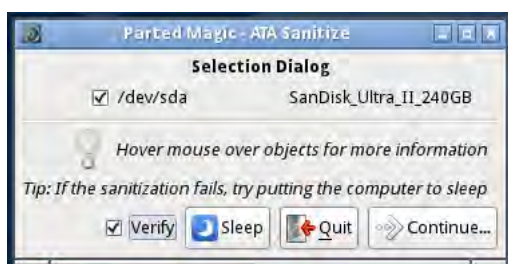 Parted Magic - ATA Sanitize
Selection Dialog
/dev/sda SanDisk_Ultra_II_240GB
Hover mouse over objects for more information
Tip: If the sanitization fails, try putting the computer to sleep
Verify Sleep Quit Continue...